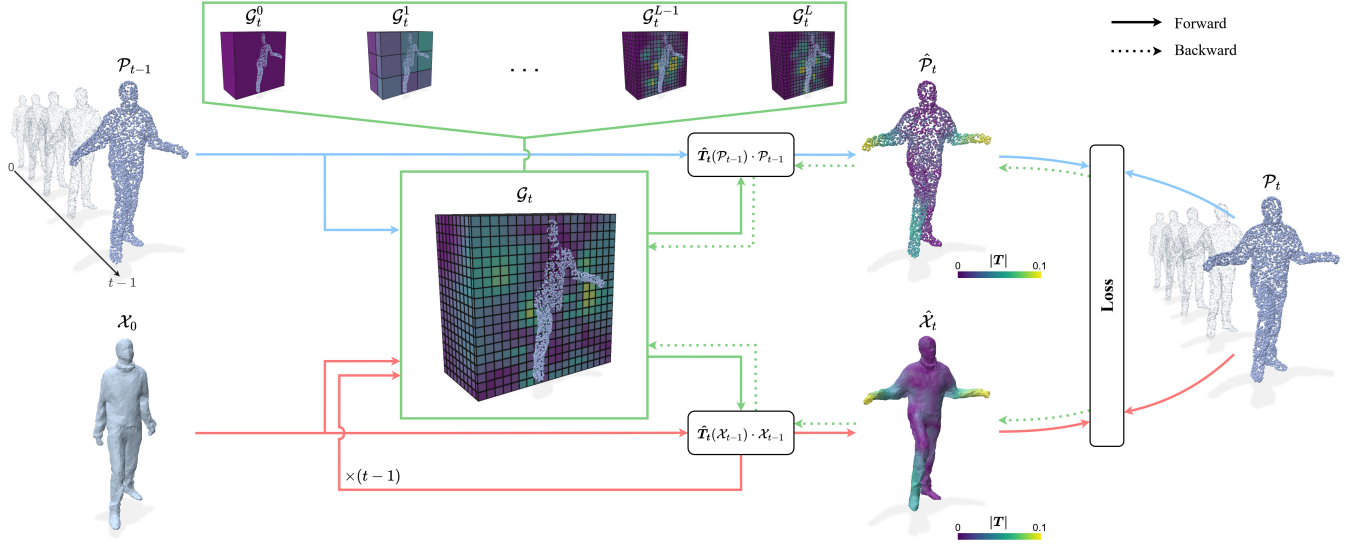 𝒢_t^0
𝒢_t^1
...
𝒢_t^{L-1}
𝒢_t^L
Forward
Backward
𝒫_{t-1}
0
t-1
T̂_t(𝒫_{t-1}) · 𝒫_{t-1}
𝒫̂_t
|T|
0
0.1
𝒢_t
Loss
𝒫_t
𝒳_0
×(t-1)
T̂_t(𝒳_{t-1}) · 𝒳_{t-1}
𝒳̂_t
|T|
0
0.1